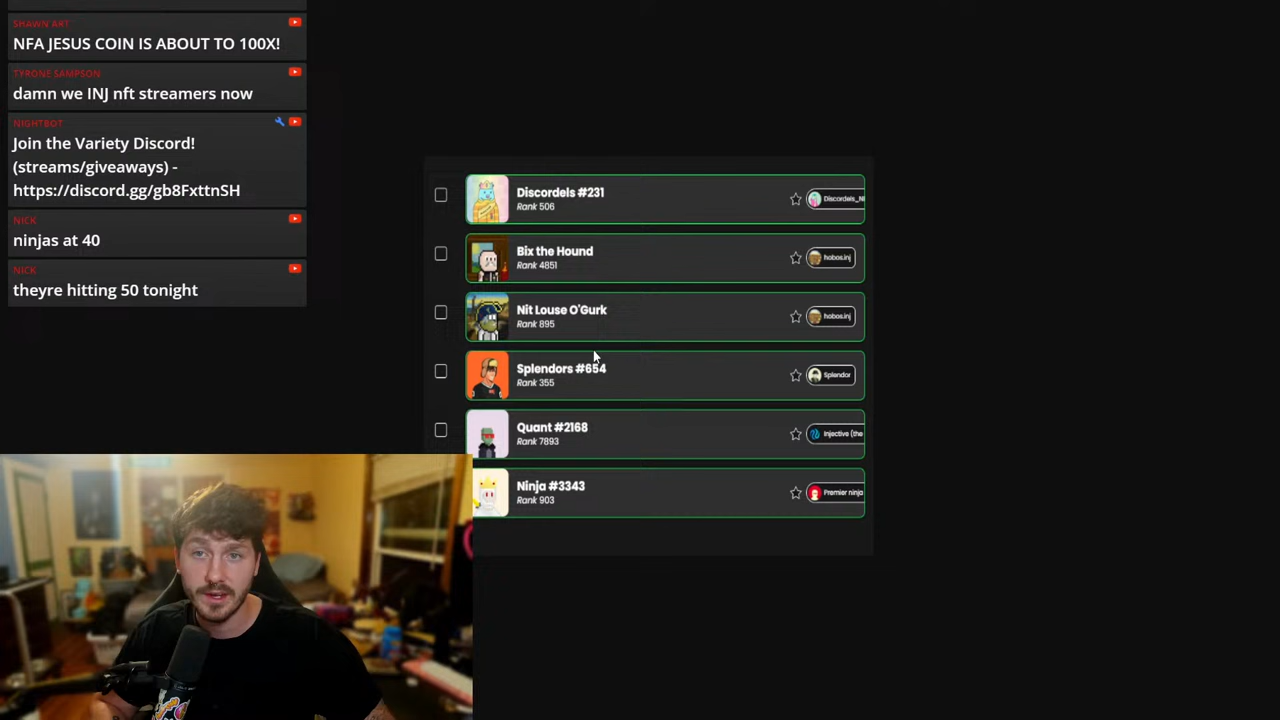 SHAWN ART
NFA JESUS COIN IS ABOUT TO 100X!
TYRONE SAMPSON
damn we INJ nft streamers now
NIGHTBOT
Join the Variety Discord!
(streams/giveaways) -
https://discord.gg/gb8FxttnSH
NICK
ninjas at 40
NICK
theyre hitting 50 tonight
Discordels #231
Rank 506
Discordels_NI
Bix the Hound
Rank 4851
hobos.inj
Nit Louse O'Gurk
Rank 895
hobos.inj
Splendors #654
Rank 355
Splendor
Quant #2168
Rank 7893
Injective (the
Ninja #3343
Rank 903
Premier ninja